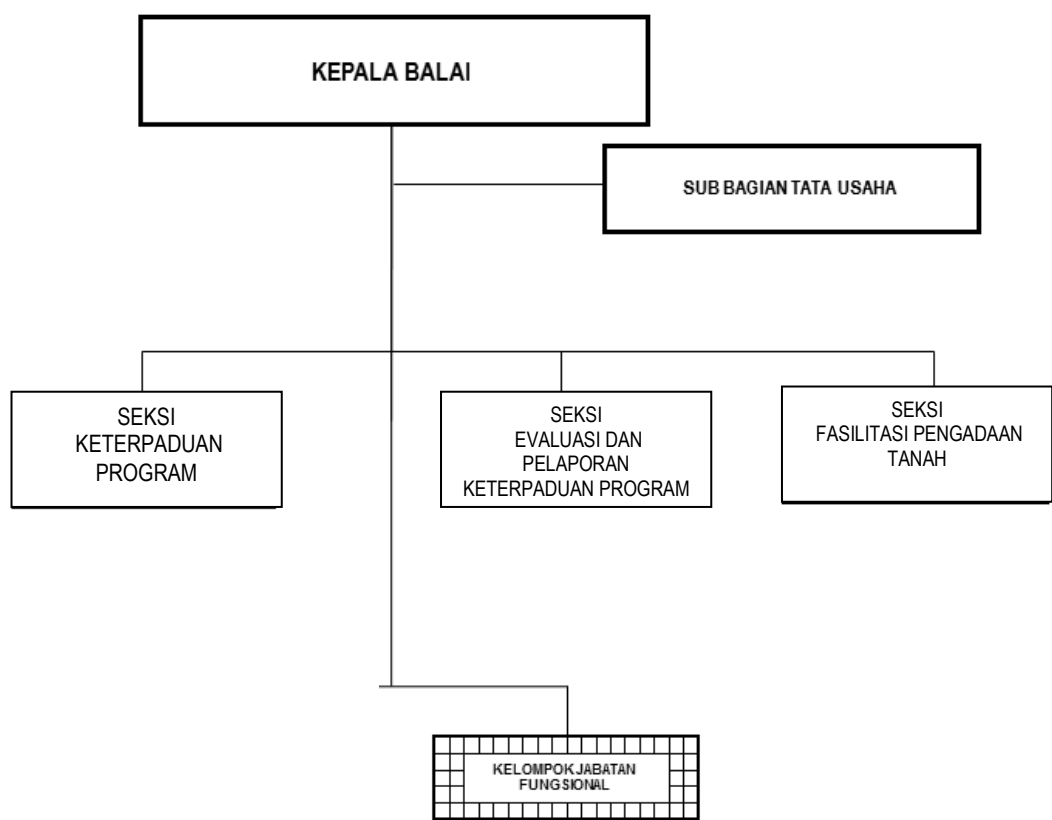 KEPALA BALAI
SUB BAGIAN TATA USAHA
SEKSI
KETERPADUAN
PROGRAM
SEKSI
EVALUASI DAN
PELAPORAN
KETERPADUAN PROGRAM
SEKSI
FASILITASI PENGADAAN
TANAH
KELOMPOK JABATAN
FUNGSIONAL